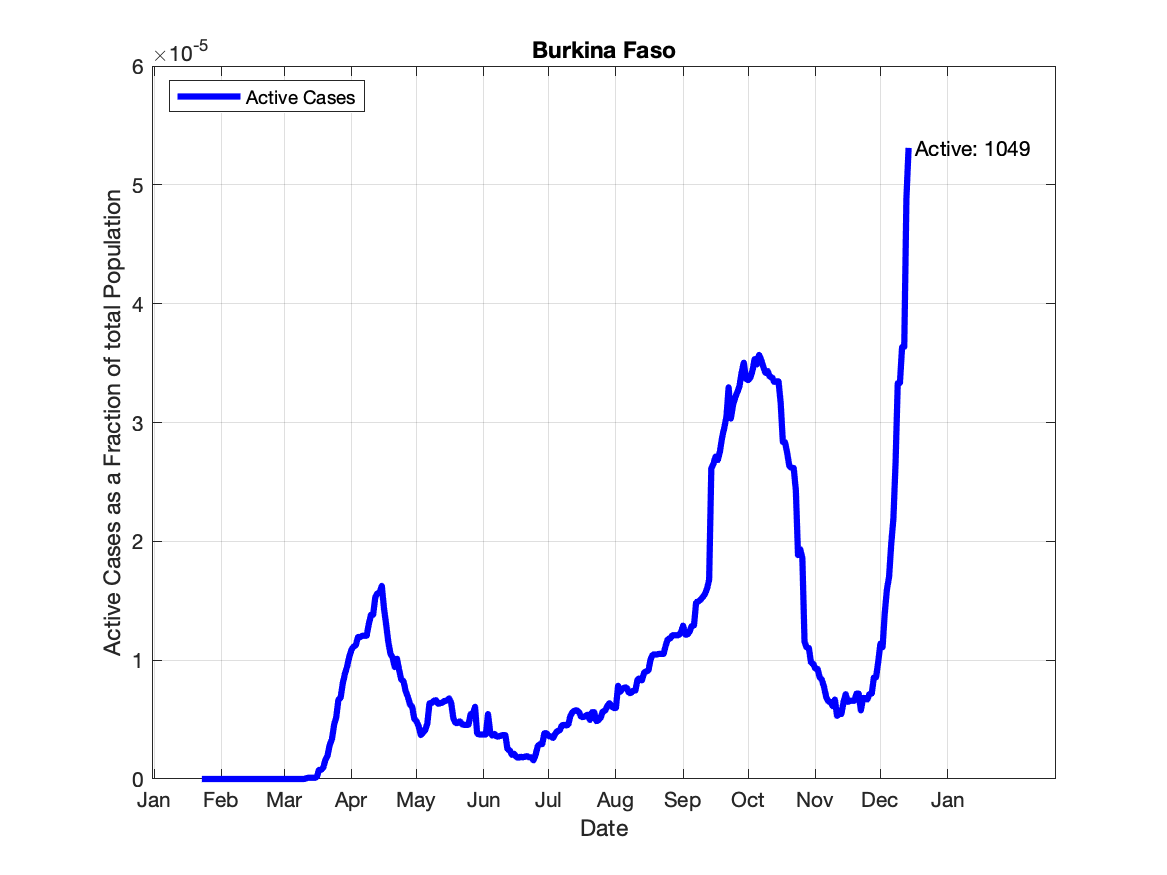 Burkina Faso
×10-5
Active Cases
Active: 1049
6
5
4
3
2
1
0
Active Cases as a Fraction of total Population
Jan Feb Mar Apr May Jun Jul Aug Sep Oct Nov Dec Jan
Date